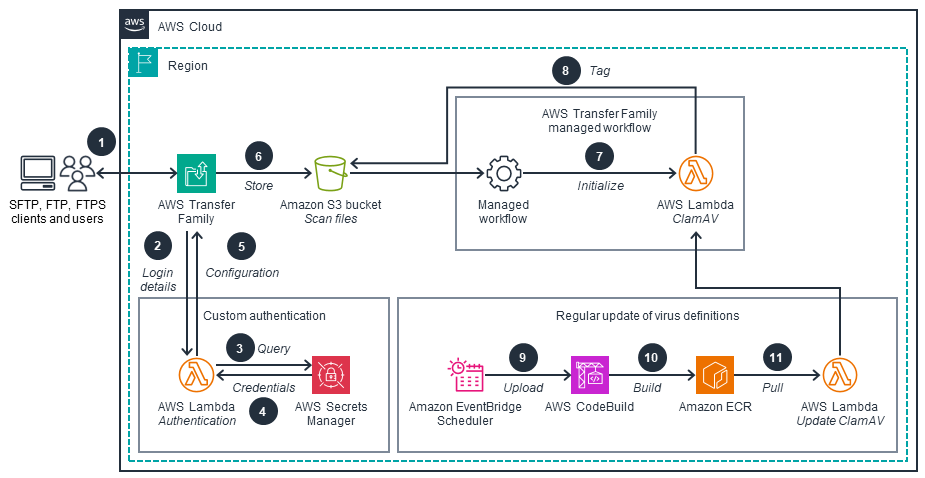 aws
AWS Cloud
Region
8
Tag
AWS Transfer Family
managed workflow
1
6
7
Store
Initialize
SFTP, FTP, FTPS
clients and users
AWS Transfer
Family
Amazon S3 bucket
Scan files
Managed
workflow
AWS Lambda
ClamAV
2
5
Login
details
Configuration
Custom authentication
3
Query
Credentials
4
AWS Lambda
Authentication
AWS Secrets
Manager
Regular update of virus definitions
9
10
11
Upload
Build
Pull
Amazon EventBridge
Scheduler
AWS CodeBuild
Amazon ECR
AWS Lambda
Update ClamAV